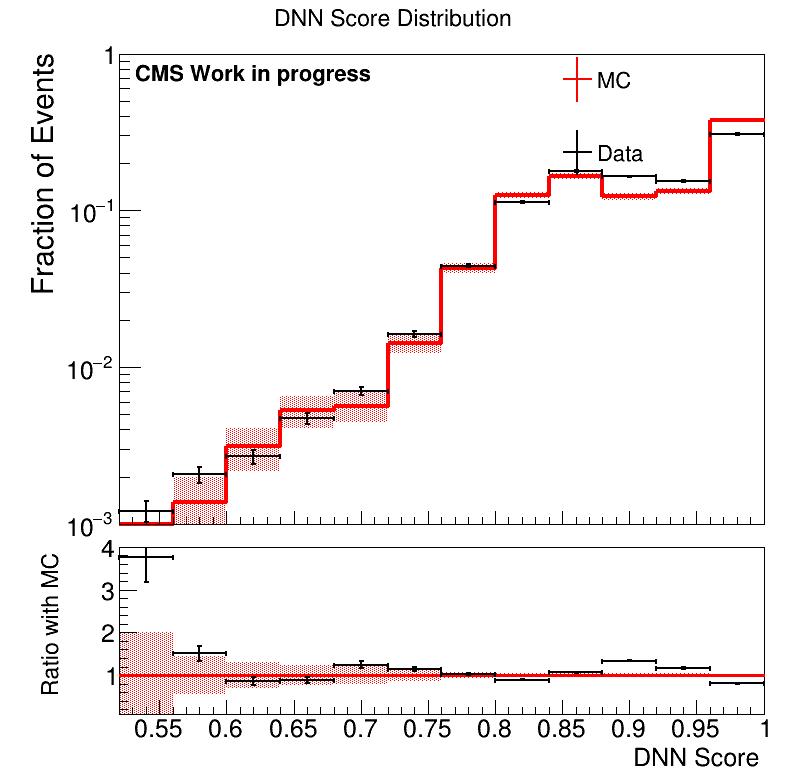 DNN Score Distribution
CMS Work in progress
MC
Data
Fraction of Events
1
10⁻¹
10⁻²
10⁻³
Ratio with MC
4
3
2
1
0.55 0.6 0.65 0.7 0.75 0.8 0.85 0.9 0.95 1
DNN Score